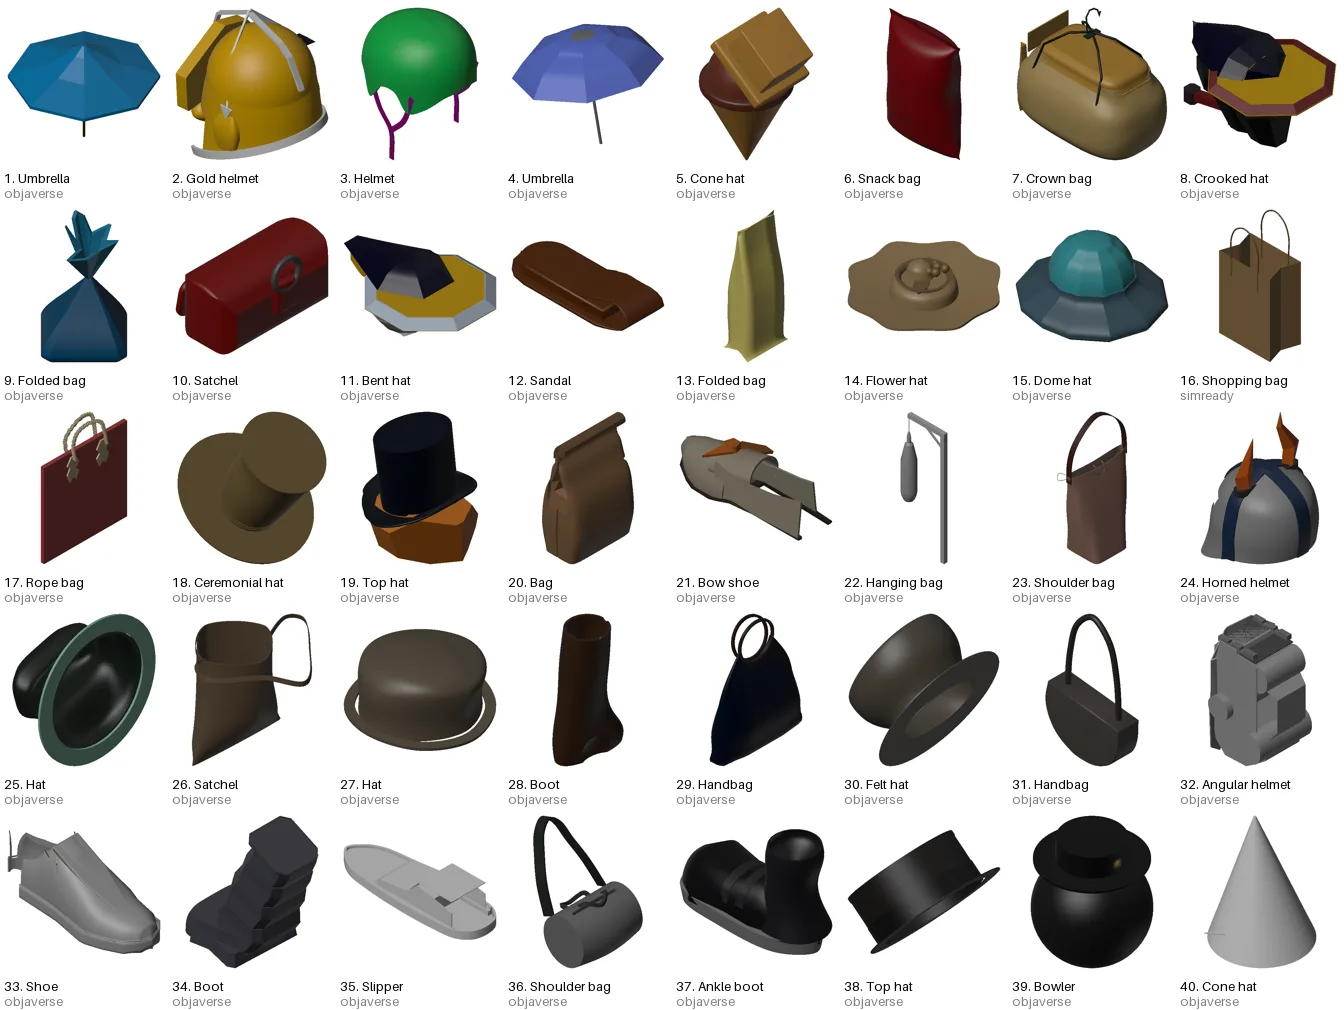 1. Umbrella
objaverse
2. Gold helmet
objaverse
3. Helmet
objaverse
4. Umbrella
objaverse
5. Cone hat
objaverse
6. Snack bag
objaverse
7. Crown bag
objaverse
8. Crooked hat
objaverse
9. Folded bag
objaverse
10. Satchel
objaverse
11. Bent hat
objaverse
12. Sandal
objaverse
13. Folded bag
objaverse
14. Flower hat
objaverse
15. Dome hat
objaverse
16. Shopping bag
simready
17. Rope bag
objaverse
18. Ceremonial hat
objaverse
19. Top hat
objaverse
20. Bag
objaverse
21. Bow shoe
objaverse
22. Hanging bag
objaverse
23. Shoulder bag
objaverse
24. Horned helmet
objaverse
25. Hat
objaverse
26. Satchel
objaverse
27. Hat
objaverse
28. Boot
objaverse
29. Handbag
objaverse
30. Felt hat
objaverse
31. Handbag
objaverse
32. Angular helmet
objaverse
33. Shoe
objaverse
34. Boot
objaverse
35. Slipper
objaverse
36. Shoulder bag
objaverse
37. Ankle boot
objaverse
38. Top hat
objaverse
39. Bowler
objaverse
40. Cone hat
objaverse